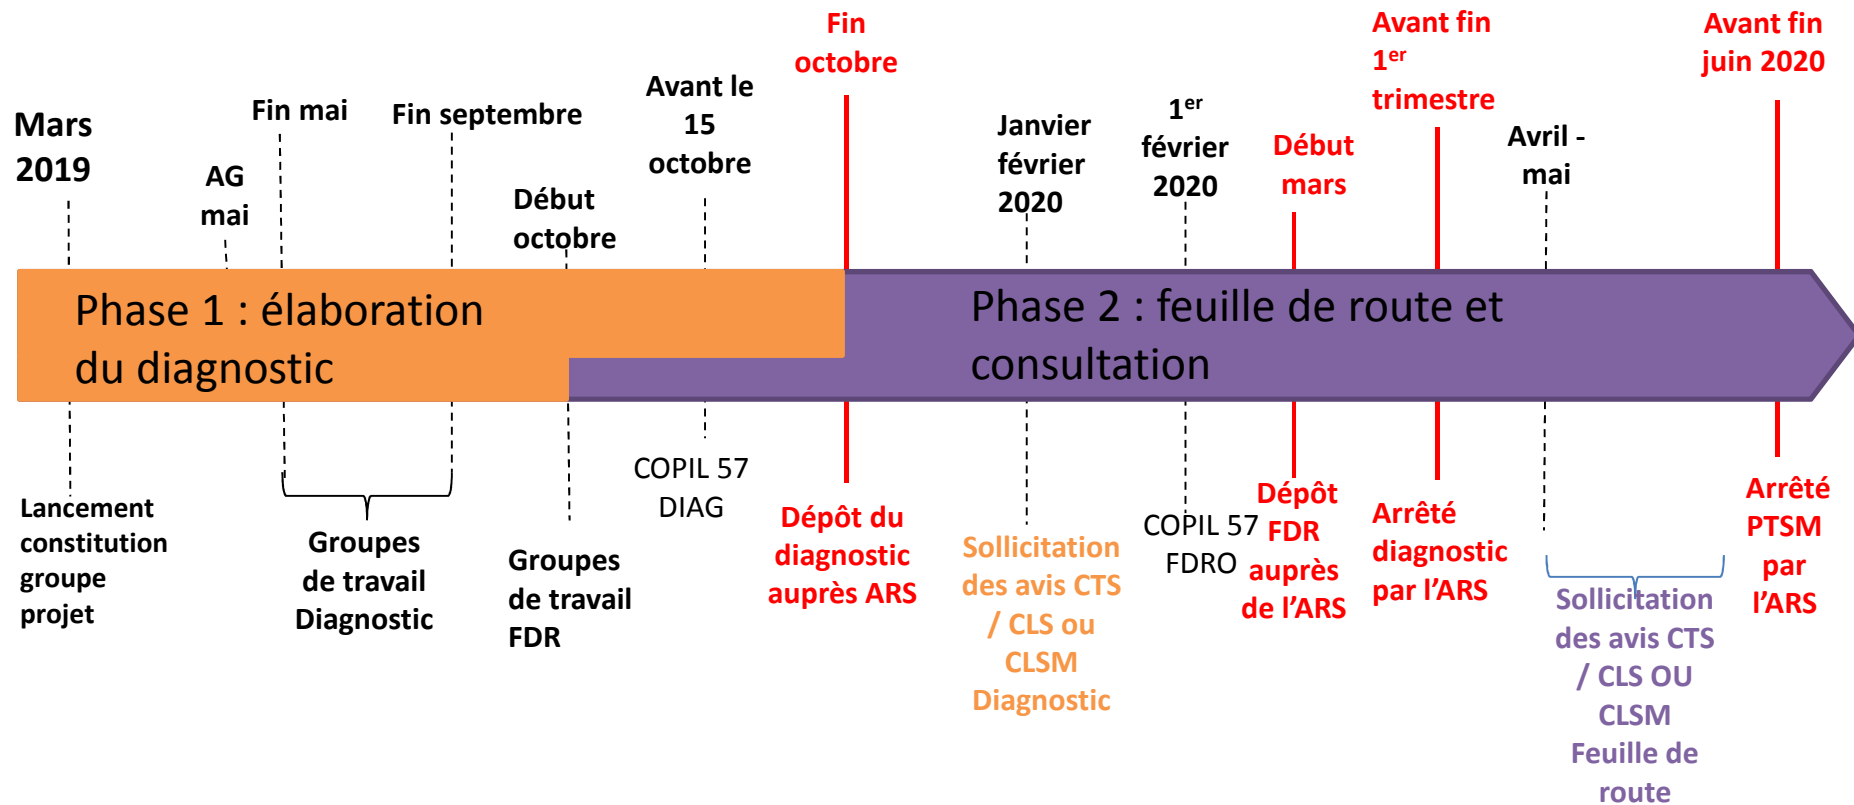 Mars
2019
AG
mai
Fin mai
Fin septembre
Début
octobre
Avant le
15
octobre
Fin
octobre
Janvier
février
2020
1er
février
2020
Début
mars
Avant fin
1er
trimestre
Avril -
mai
Avant fin
juin 2020
Phase 1 : élaboration
du diagnostic
Phase 2 : feuille de route et
consultation
Lancement
constitution
groupe
projet
Groupes
de travail
Diagnostic
Groupes
de travail
FDR
COPIL 57
DIAG
Dépôt du
diagnostic
auprès ARS
Sollicitation
des avis CTS
/ CLS ou
CLSM
Diagnostic
COPIL 57
FDRO
Dépôt
FDR
auprès
de l’ARS
Arrêté
diagnostic
par l’ARS
Sollicitation
des avis CTS
/ CLS OU
CLSM
Feuille de
route
Arrêté
PTSM
par
l’ARS